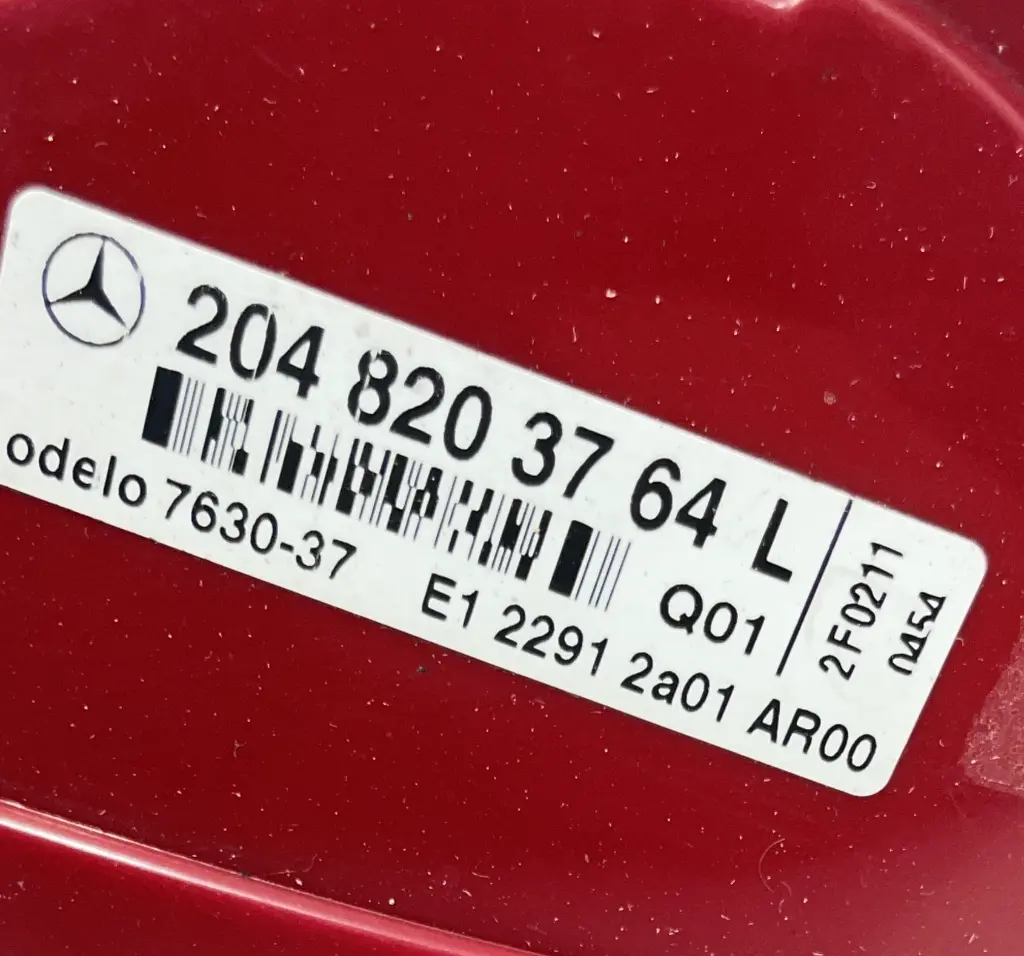 204 820 37 64 L
Q01
odelo 7630-37
E1 2291 2a01 AR00
2F0211
0454